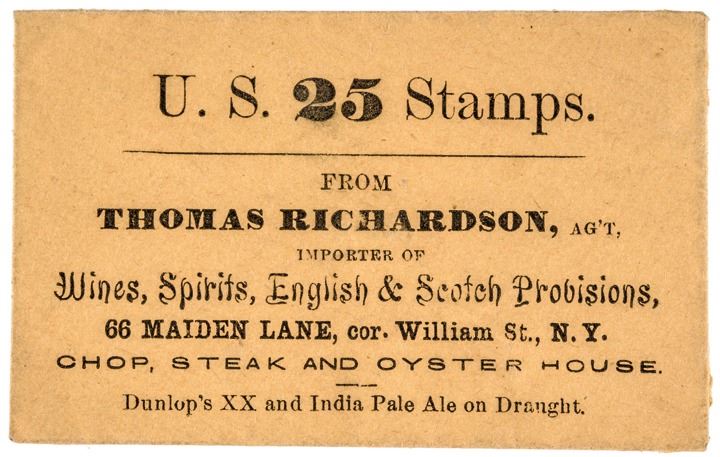 U. S. 25 Stamps.
FROM
THOMAS RICHARDSON, AG'T,
IMPORTER OF
Wines, Spirits, English & Scotch Provisions,
66 MAIDEN LANE, cor. William St., N. Y.
CHOP, STEAK AND OYSTER HOUSE.
Dunlop's XX and India Pale Ale on Draught.